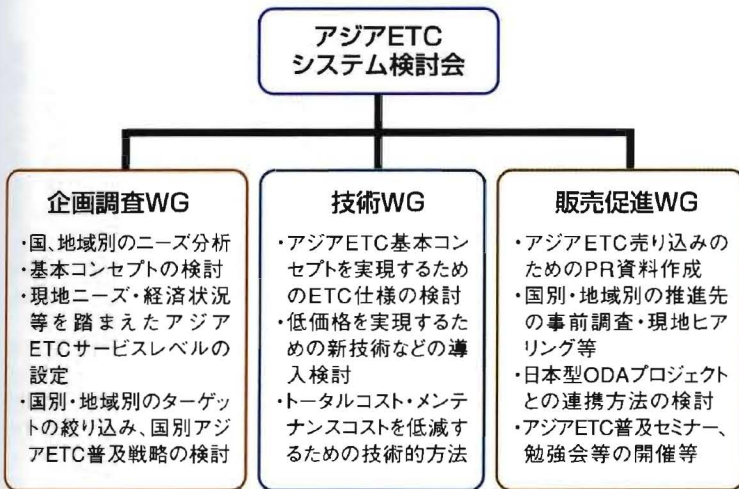 アジアETC
システム検討会
企画調査WG
・国、地域別のニーズ分析
・基本コンセプトの検討
・現地ニーズ・経済状況
等を踏まえたアジア
ETCサービスレベルの
設定
・国別・地域別のターゲッ
トの絞り込み、国別アジ
アETC普及戦略の検討
技術WG
・アジアETC基本コン
セプトを実現するため
のETC仕様の検討
・低価格を実現するた
めの新技術などの導
入検討
・トータルコスト・メンテ
ナンスコストを低減す
るための技術的方法
販売促進WG
・アジアETC売り込みの
ためのPR資料作成
・国別・地域別の推進先
の事前調査・現地ヒア
リング等
・日本型ODAプロジェクト
との連携方法の検討
・アジアETC普及セミナー、
勉強会等の開催等